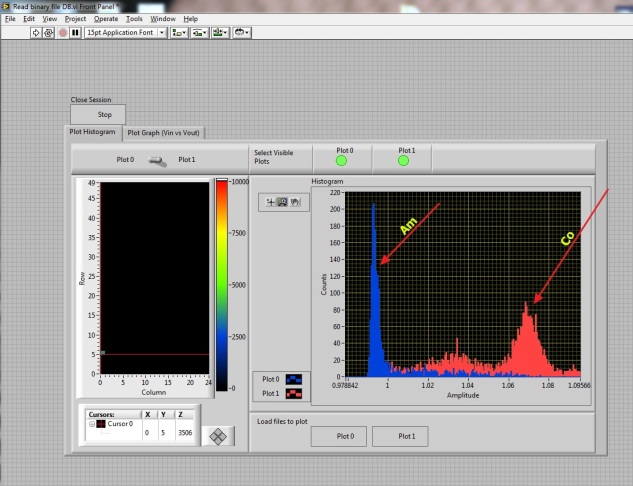 Read binary file DB.vi Front Panel *
File Edit View Project Operate Tools Window Help
15pt Application Font
Close Session
Stop
Plot Histogram Plot Graph (Vin vs Vout)
Plot 0 Plot 1
Select Visible
Plots
Plot 0 Plot 1
Histogram
49
45
40
35
30
25
20
15
10
5
0
Row
0 5 10 15 20 24
Column
10000
7500
5000
2500
0
220
200
180
160
140
120
100
80
60
40
20
0
Counts
Am
Co
0.978842 1 1.02 1.04 1.06 1.08 1.09566
Amplitude
Plot 0
Plot 1
Cursors: X Y Z
Cursor 0 0 5 3506
Load files to plot
Plot 0 Plot 1